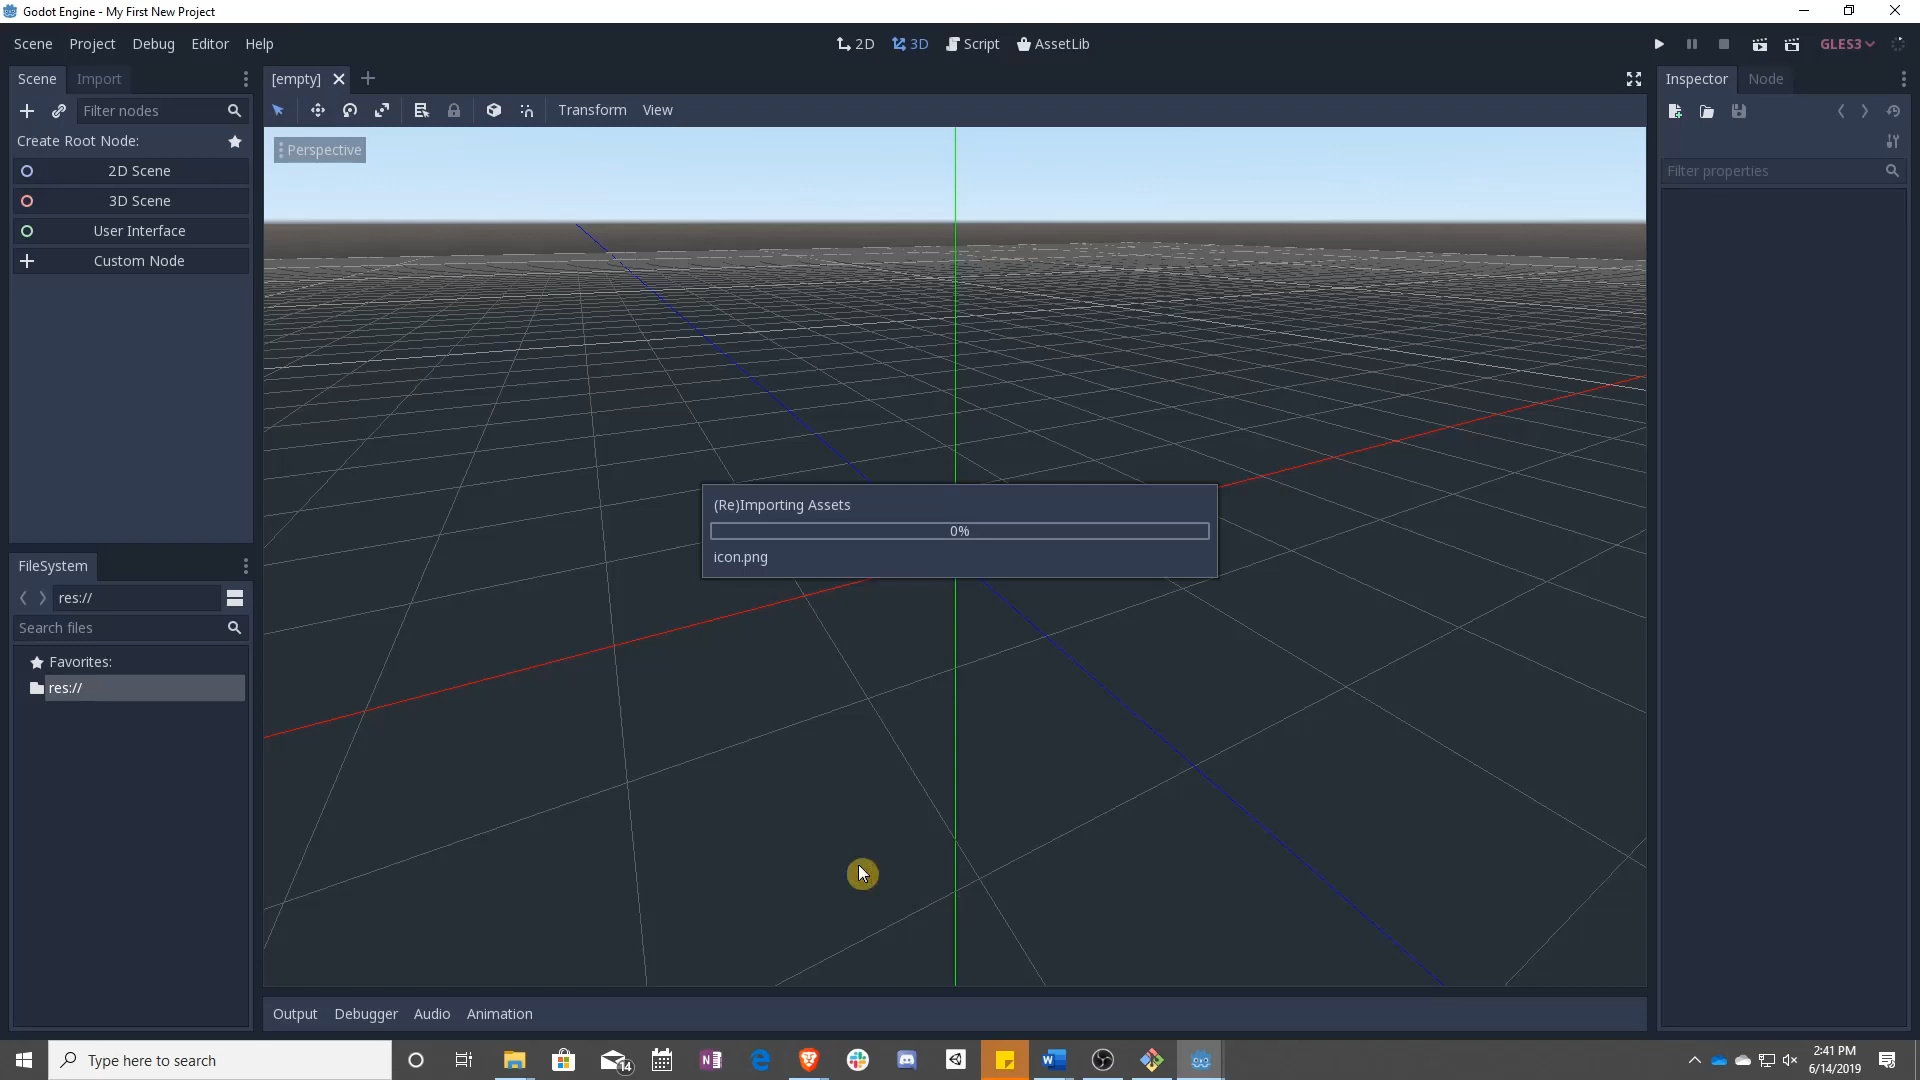 Godot Engine - My First New Project
Scene Project Debug Editor Help
2D 3D Script AssetLib
GLES3
Scene Import
[empty]
Inspector Node
Filter nodes
Transform View
Create Root Node:
Perspective
2D Scene
3D Scene
User Interface
Custom Node
Filter properties
(Re)Importing Assets
0%
icon.png
FileSystem
res://
Search files
Favorites:
res://
Output Debugger Audio Animation
Type here to search
14
2:41 PM
6/14/2019